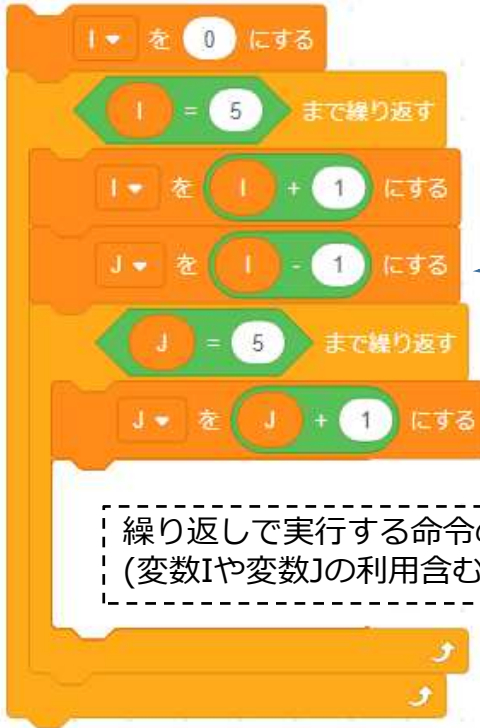 I を 0 にする
I = 5 まで繰り返す
I を I + 1 にする
J を I - 1 にする
J = 5 まで繰り返す
J を J + 1 にする
繰り返しで実行する命令の
(変数Iや変数Jの利用含む